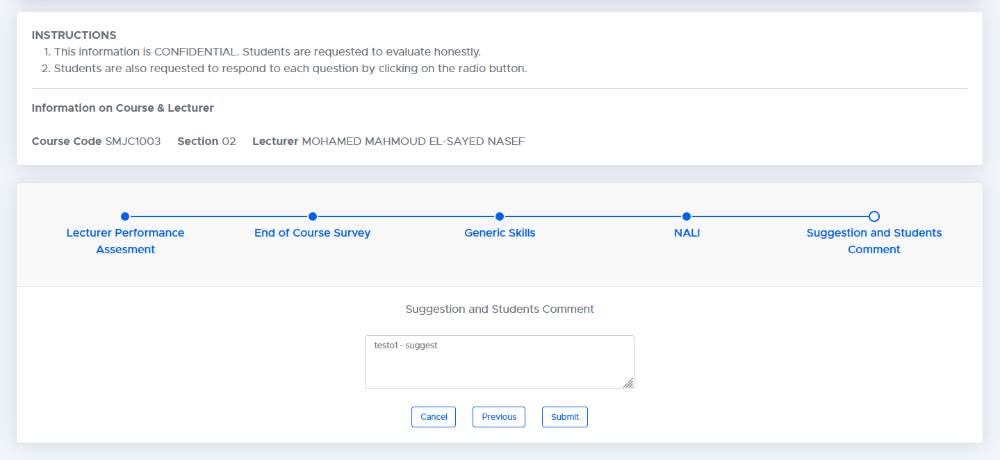 INSTRUCTIONS
1. This information is CONFIDENTIAL. Students are requested to evaluate honestly.
2. Students are also requested to respond to each question by clicking on the radio button.
Information on Course & Lecturer
Course Code SMJC1003 Section 02 Lecturer MOHAMED MAHMOUD EL-SAYED NASEF
Lecturer Performance
Assesment
End of Course Survey
Generic Skills
NALI
Suggestion and Students
Comment
Suggestion and Students Comment
testo1 - suggest
Cancel Previous Submit